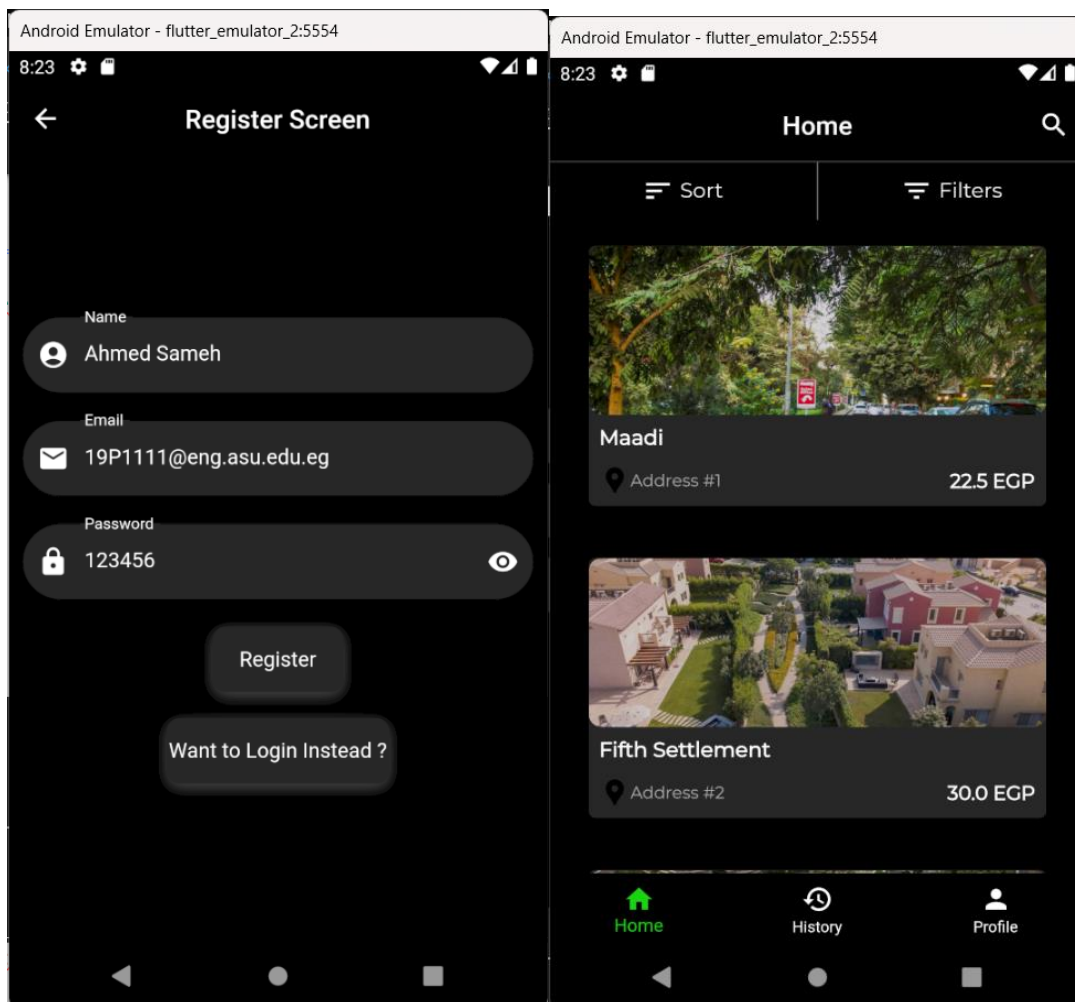 Android Emulator - flutter_emulator_2:5554
8:23
Register Screen
Name
Ahmed Sameh
Email
19P1111@eng.asu.edu.eg
Password
123456
Register
Want to Login Instead ?
Android Emulator - flutter_emulator_2:5554
8:23
Home
Sort
Filters
Maadi
Address #1
22.5 EGP
Fifth Settlement
Address #2
30.0 EGP
Home
History
Profile